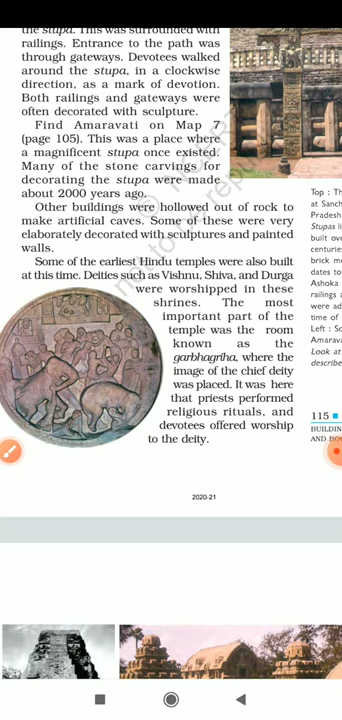 the stupa. This was surrounded with
railings. Entrance to the path was
through gateways. Devotees walked
around the stupa, in a clockwise
direction, as a mark of devotion.
Both railings and gateways were
often decorated with sculpture.
Find Amaravati on Map 7
(page 105). This was a place where
a magnificent stupa once existed.
Many of the stone carvings for
decorating the stupa were made
about 2000 years ago.
Other buildings were hollowed out of rock to
make artificial caves. Some of these were very
elaborately decorated with sculptures and painted
walls.
Some of the earliest Hindu temples were also built
at this time. Deities such as Vishnu, Shiva, and Durga
were worshipped in these
shrines. The most
important part of the
temple was the room
known as the
garbhagriha, where the
image of the chief deity
was placed. It was here
that priests performed
religious rituals, and
devotees offered worship
to the deity.
Top : Th
at Sanch
Pradesh
Stupas li
built ove
centuries
brick mo
dates to
Ashoka
railings a
were ad
time of
Left : Sc
Amarava
Look at
describe
115
BUILDIN
AND BO
2020-21